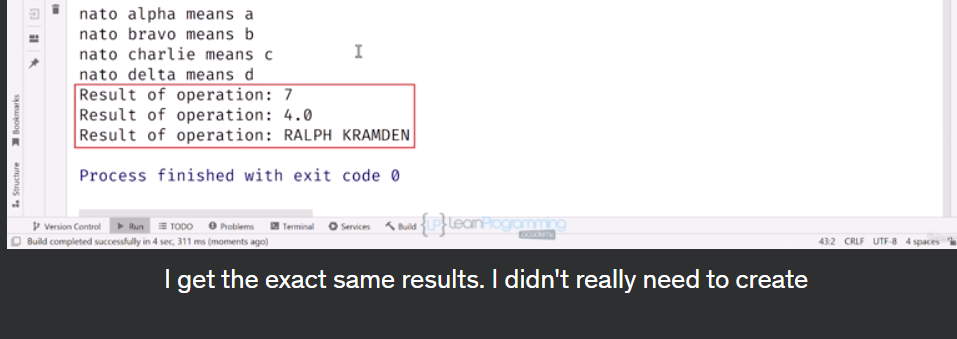 nato alpha means a
nato bravo means b
nato charlie means c
nato delta means d
Result of operation: 7
Result of operation: 4.0
Result of operation: RALPH KRAMDEN
Process finished with exit code 0
Bookmarks
Structure
Version Control Run TODO Problems Terminal Services Build
{LP} LearnProgramming
academy
Build completed successfully in 4 sec, 311 ms (moments ago) 43:2 CRLF UTF-8 4 spaces
I get the exact same results. I didn't really need to create